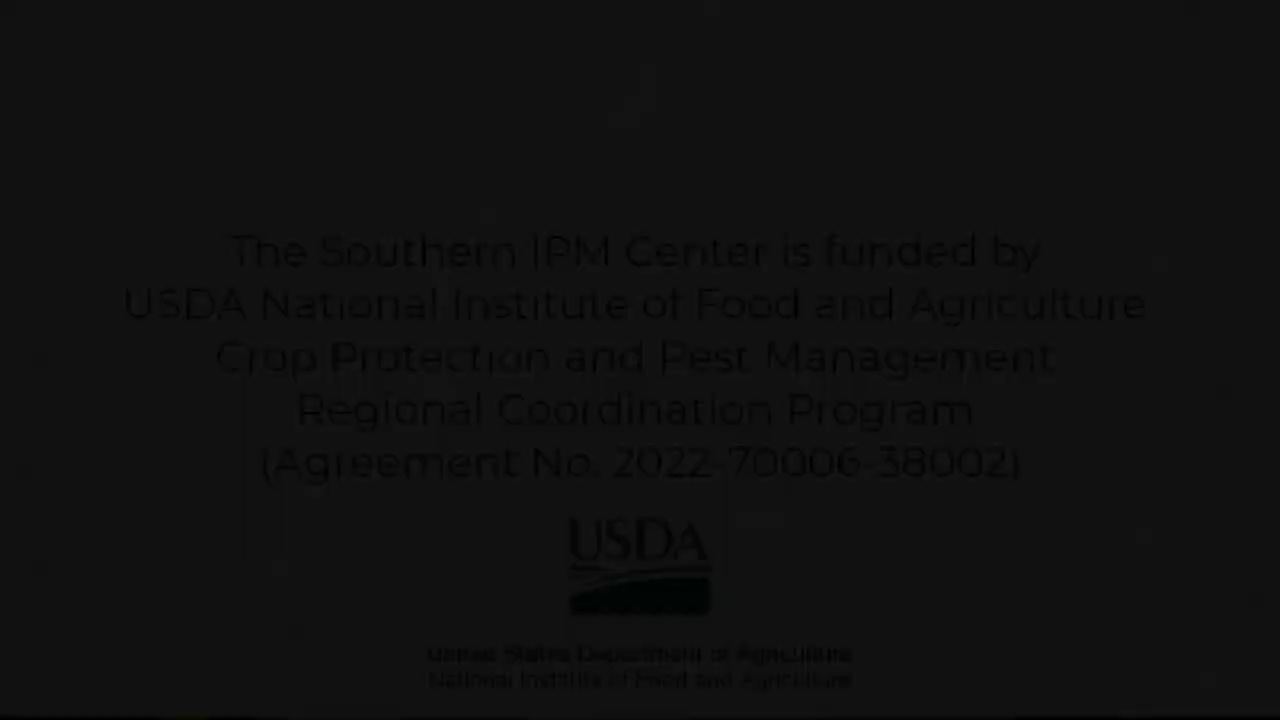 The Southern IPM Center is funded by
USDA National Institute of Food and Agriculture
Crop Protection and Pest Management
Regional Coordination Program
(Agreement No. 2022-70006-38002)
USDA
United States Department of Agriculture
National Institute of Food and Agriculture